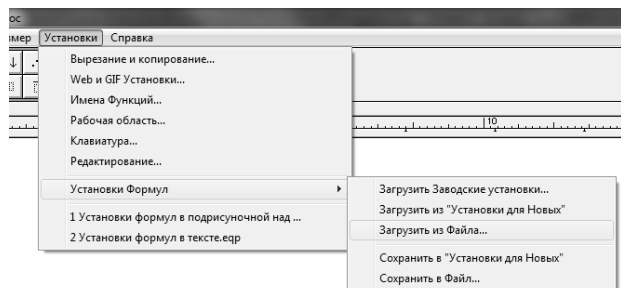 ос
змер Установки Справка
Вырезание и копирование...
Web и GIF Установки...
Имена Функций...
Рабочая область...
10
Клавиатура...
Редактирование...
Установки Формул
Загрузить Заводские установки...
Загрузить из "Установки для Новых"
1 Установки формул в подрисуночной над ...
Загрузить из Файла...
2 Установки формул в тексте.eqp
Сохранить в "Установки для Новых"
Сохранить в Файл...